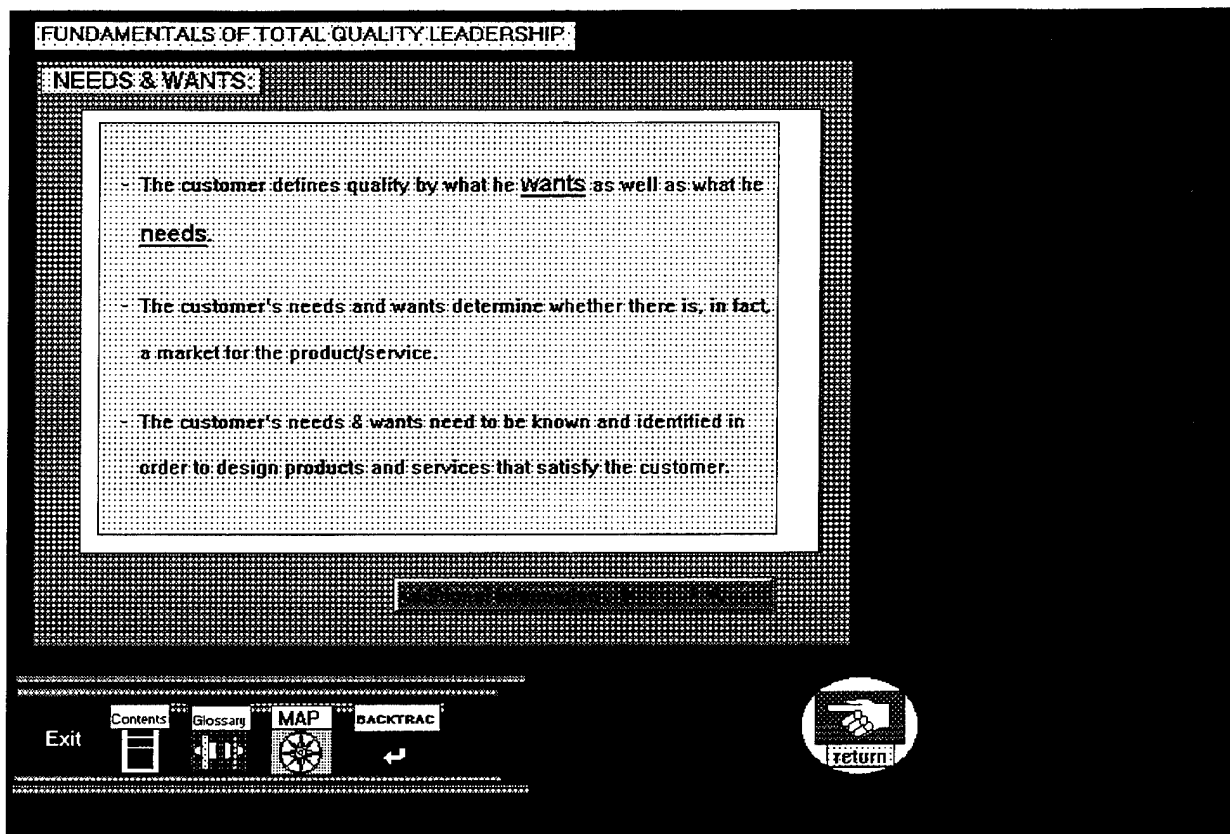 FUNDAMENTALS OF TOTAL QUALITY LEADERSHIP
NEEDS & WANTS:
- The customer defines quality by what he wants as well as what he
needs.
- The customer's needs and wants determine whether there is, in fact,
a market for the product/service.
- The customer's needs & wants need to be known and identified in
order to design products and services that satisfy the customer.
Exit
Contents
Glossary
MAP
BACKTRAC
return